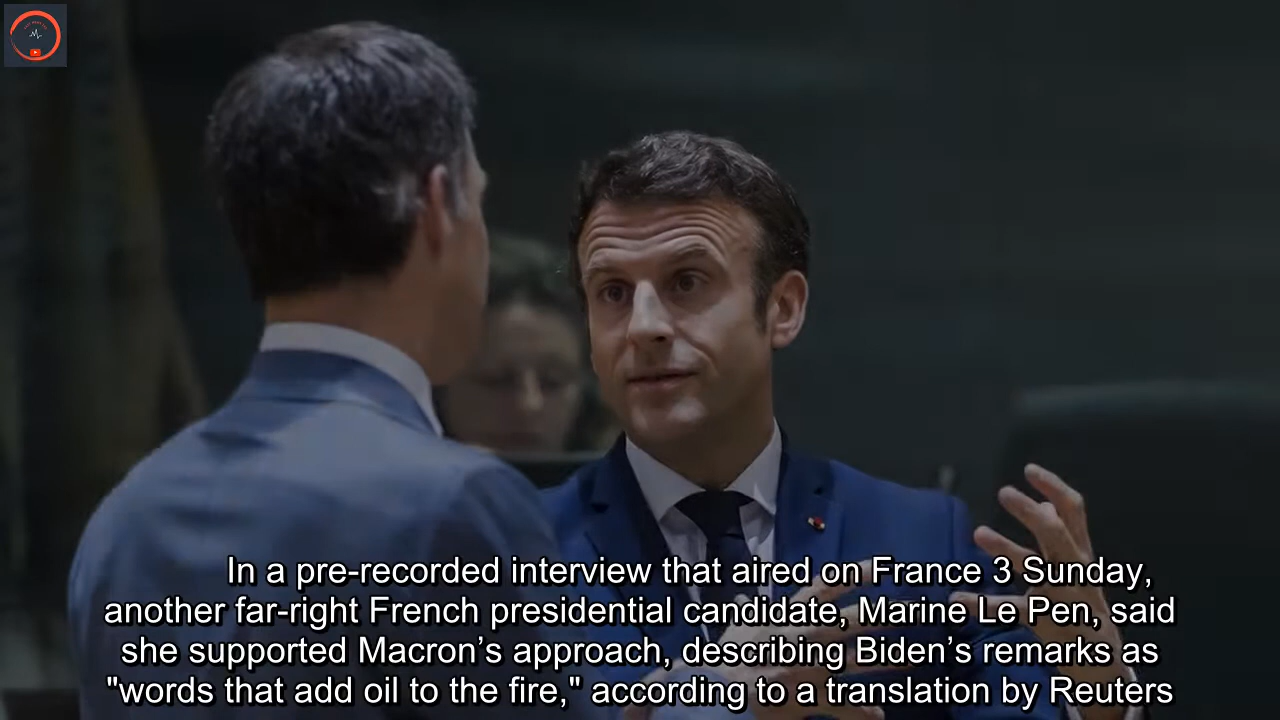 In a pre-recorded interview that aired on France 3 Sunday,
another far-right French presidential candidate, Marine Le Pen, said
she supported Macron’s approach, describing Biden’s remarks as
"words that add oil to the fire," according to a translation by Reuters